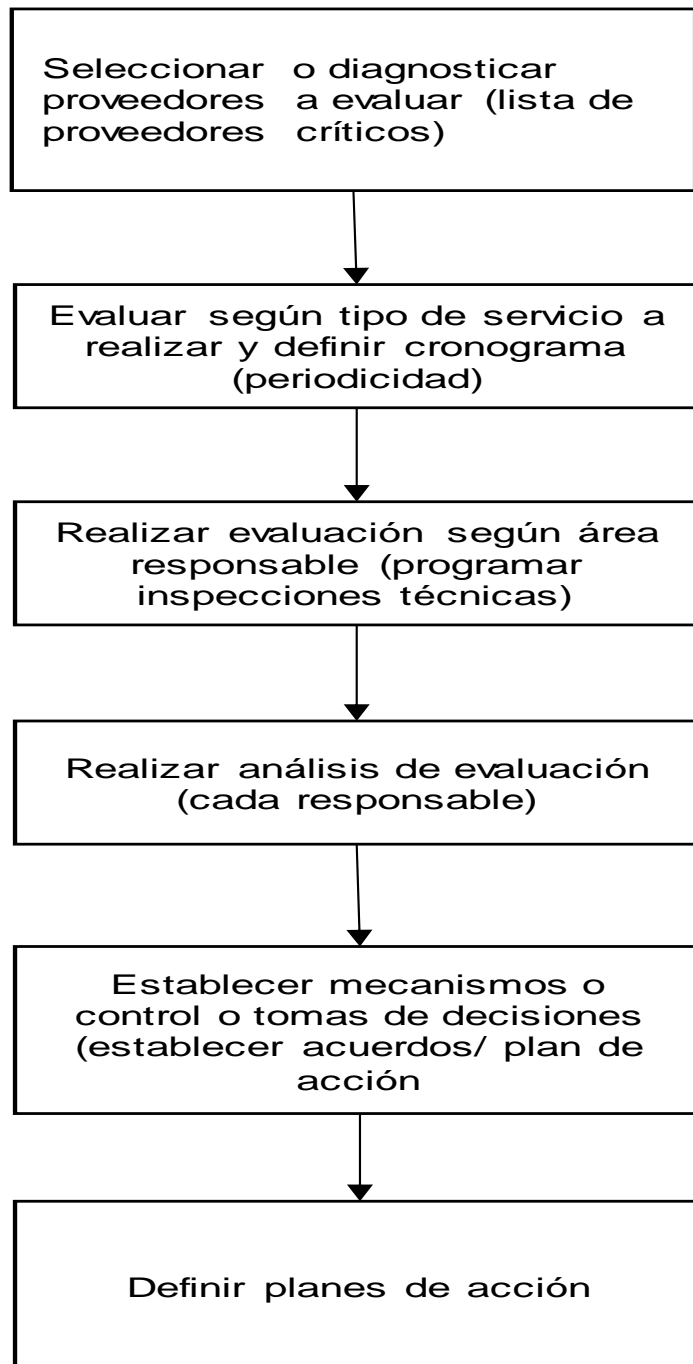 Seleccionar o diagnosticar
proveedores a evaluar (lista de
proveedores críticos)
Evaluar según tipo de servicio a
realizar y definir cronograma
(periodicidad)
Realizar evaluación según área
responsable (programar
inspecciones técnicas)
Realizar análisis de evaluación
(cada responsable)
Establecer mecanismos o
control o tomas de decisiones
(establecer acuerdos/ plan de
acción
Definir planes de acción